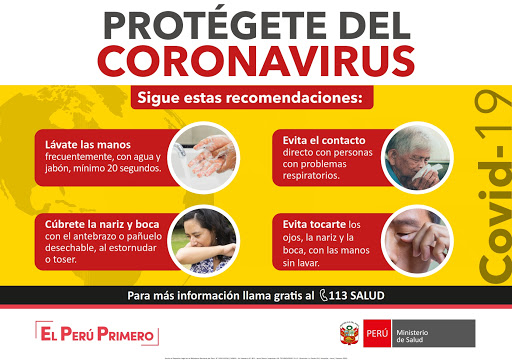 PROTÉGETE DEL
CORONAVIRUS
Sigue estas recomendaciones:
Lávate las manos
frecuentemente, con agua y
jabón, mínimo 20 segundos.
Evita el contacto
directo con personas
con problemas
respiratorios.
Cúbrete la nariz y boca
con el antebrazo o pañuelo
desechable, al estornudar
o toser.
Evita tocarte los
ojos, la nariz y la
boca, con las manos
sin lavar.
Covid-19
Para más información llama gratis al 113 SALUD
EL PERÚ PRIMERO
PERÚ
Ministerio
de Salud